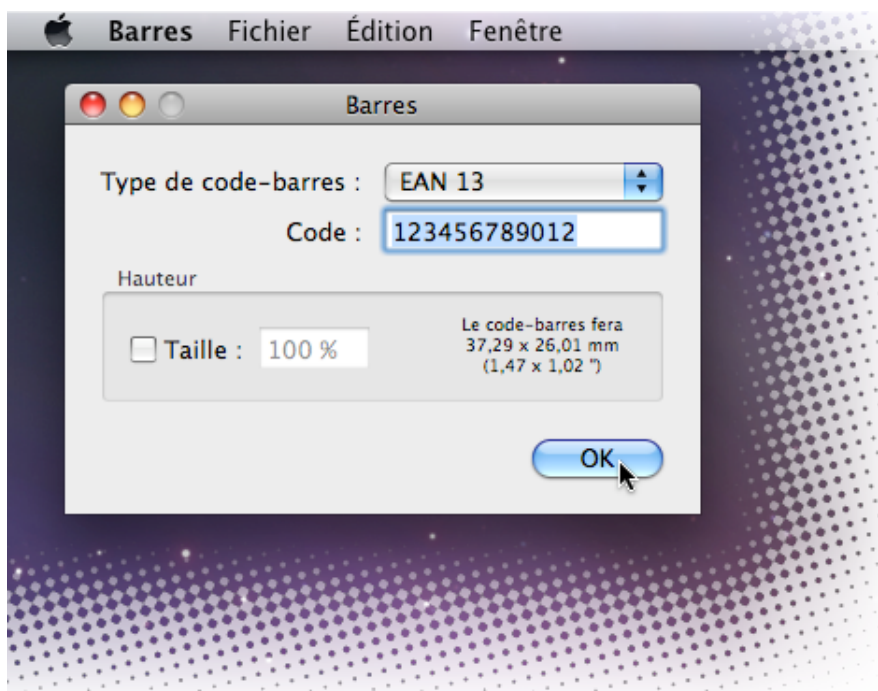 Barres Fichier Édition Fenêtre
Barres
Type de code-barres : EAN 13
Code : 123456789012
Hauteur
Taille : 100 %
Le code-barres fera
37,29 x 26,01 mm
(1,47 x 1,02 ")
OK